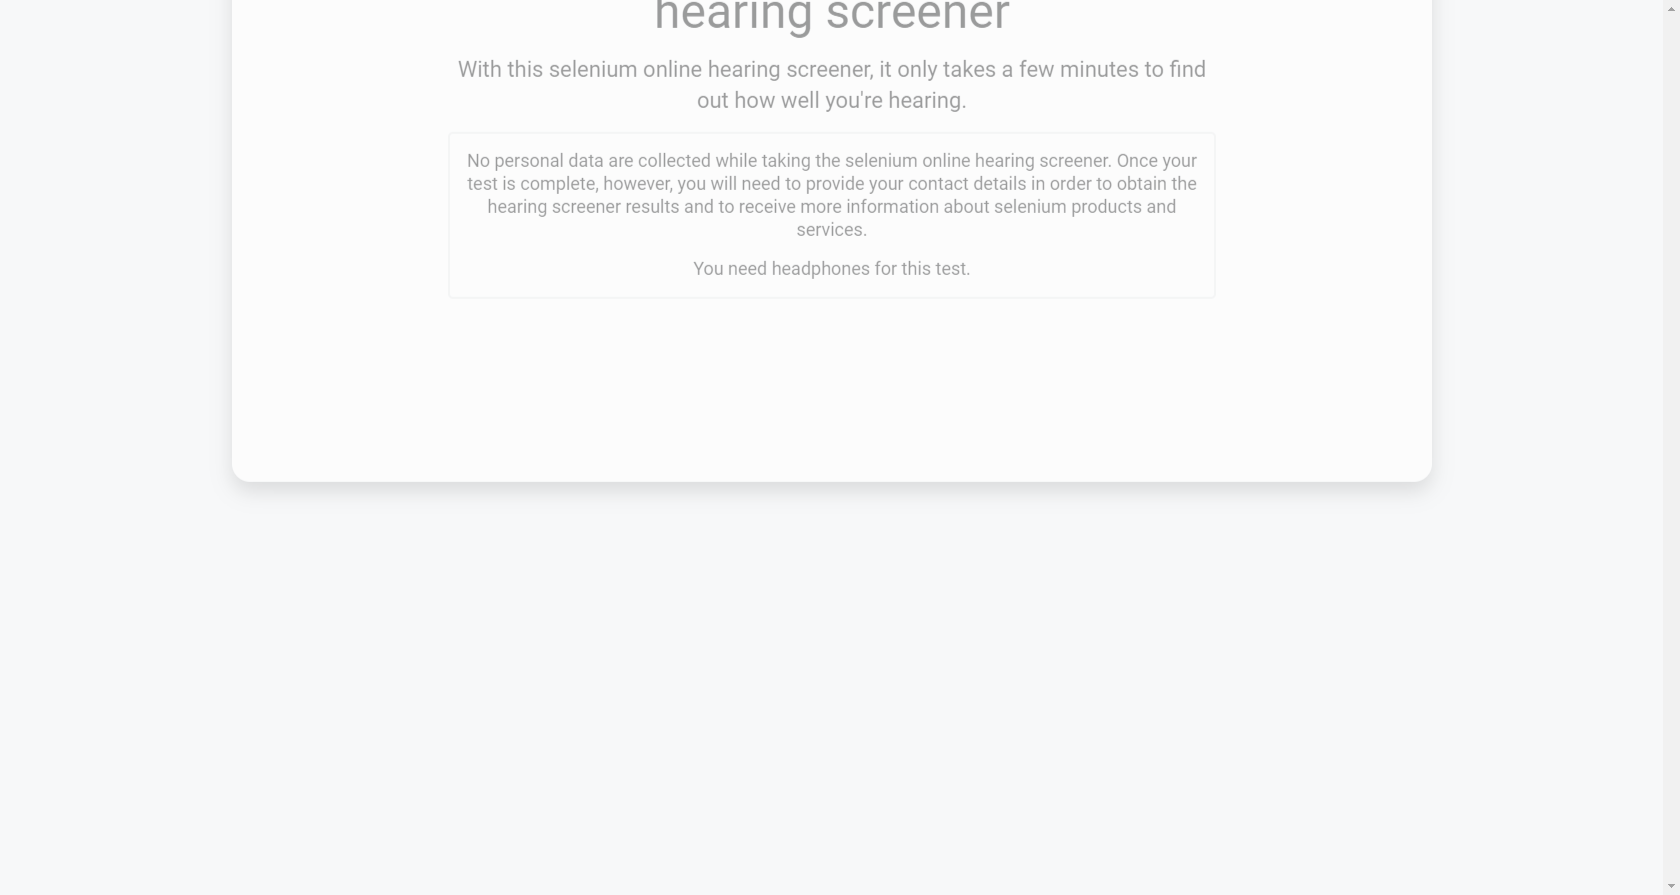 hearing screener
With this selenium online hearing screener, it only takes a few minutes to find
out how well you're hearing.
No personal data are collected while taking the selenium online hearing screener. Once your
test is complete, however, you will need to provide your contact details in order to obtain the
hearing screener results and to receive more information about selenium products and
services.
You need headphones for this test.